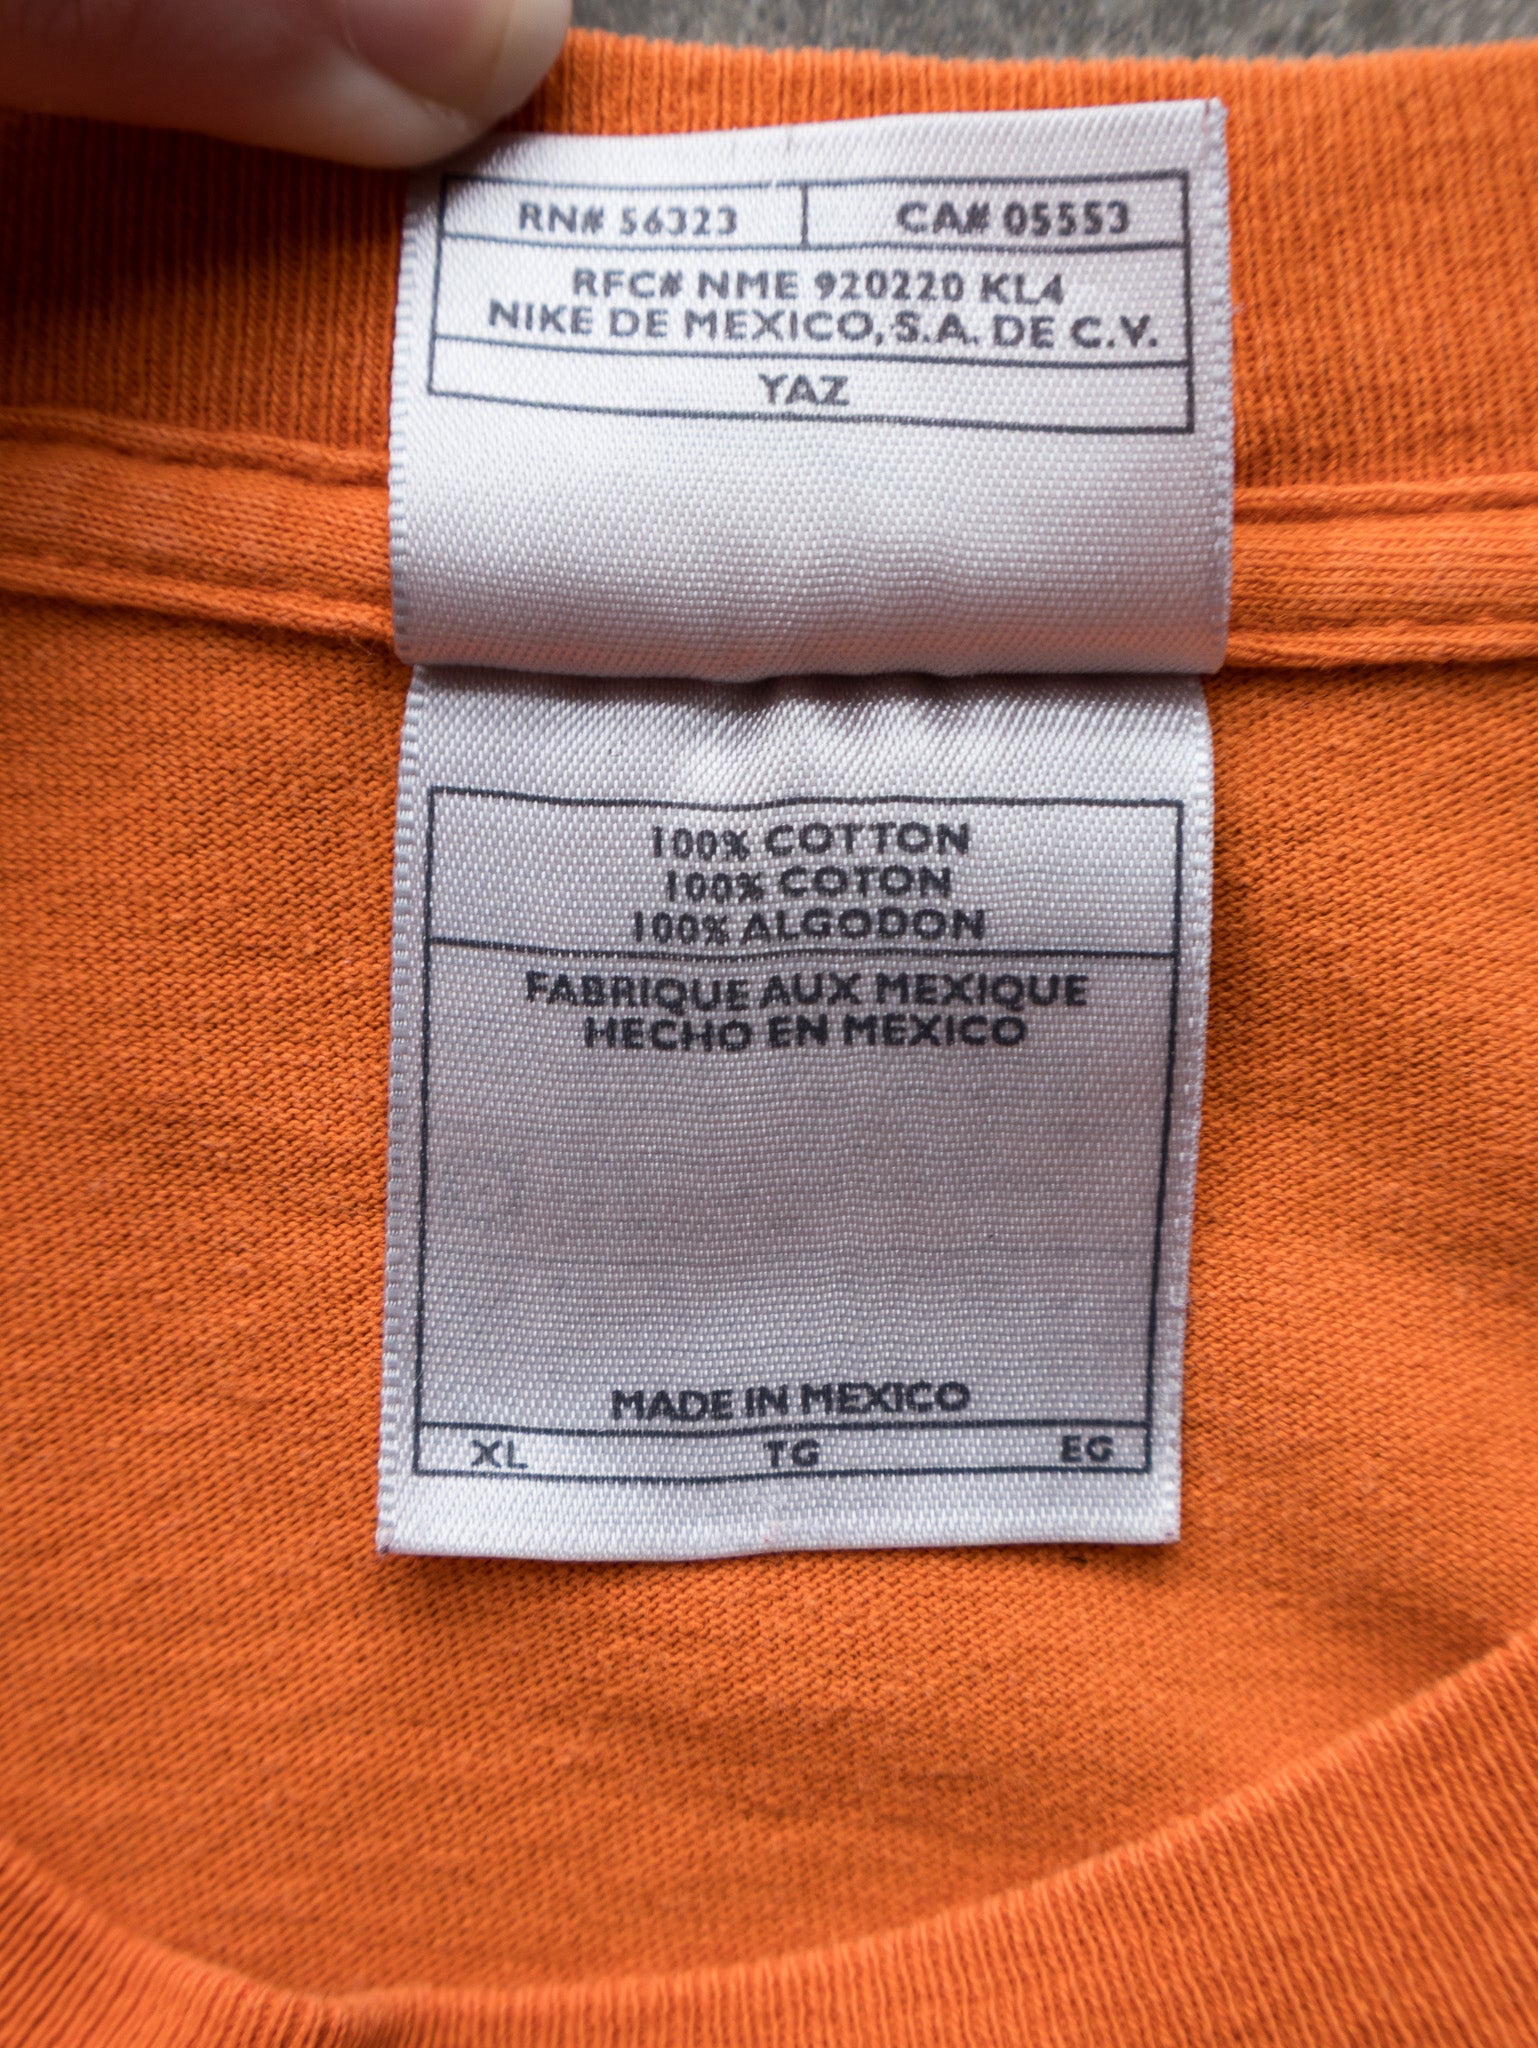 RN# 56323 CA# 05553
RFC# NME 920220 KL4
NIKE DE MEXICO, S.A. DE C.V.
YAZ
100% COTTON
100% COTON
100% ALGODON
FABRIQUE AUX MEXIQUE
HECHO EN MEXICO
MADE IN MEXICO
XL TG EG